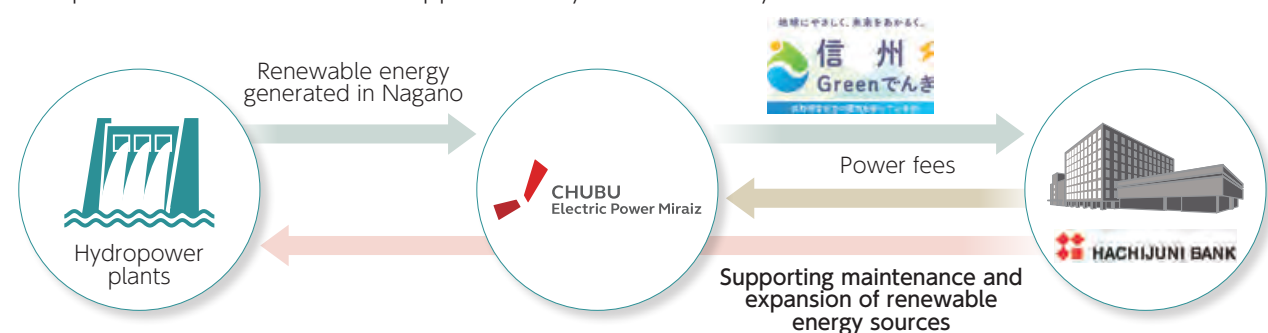 地球にやさしく、未来をあかるく。
信州
Greenでんき
Renewable energy
generated in Nagano
Power fees
CHUBU
Electric Power Miraiz
Hydropower
plants
HACHIJUNI BANK
Supporting maintenance and
expansion of renewable
energy sources